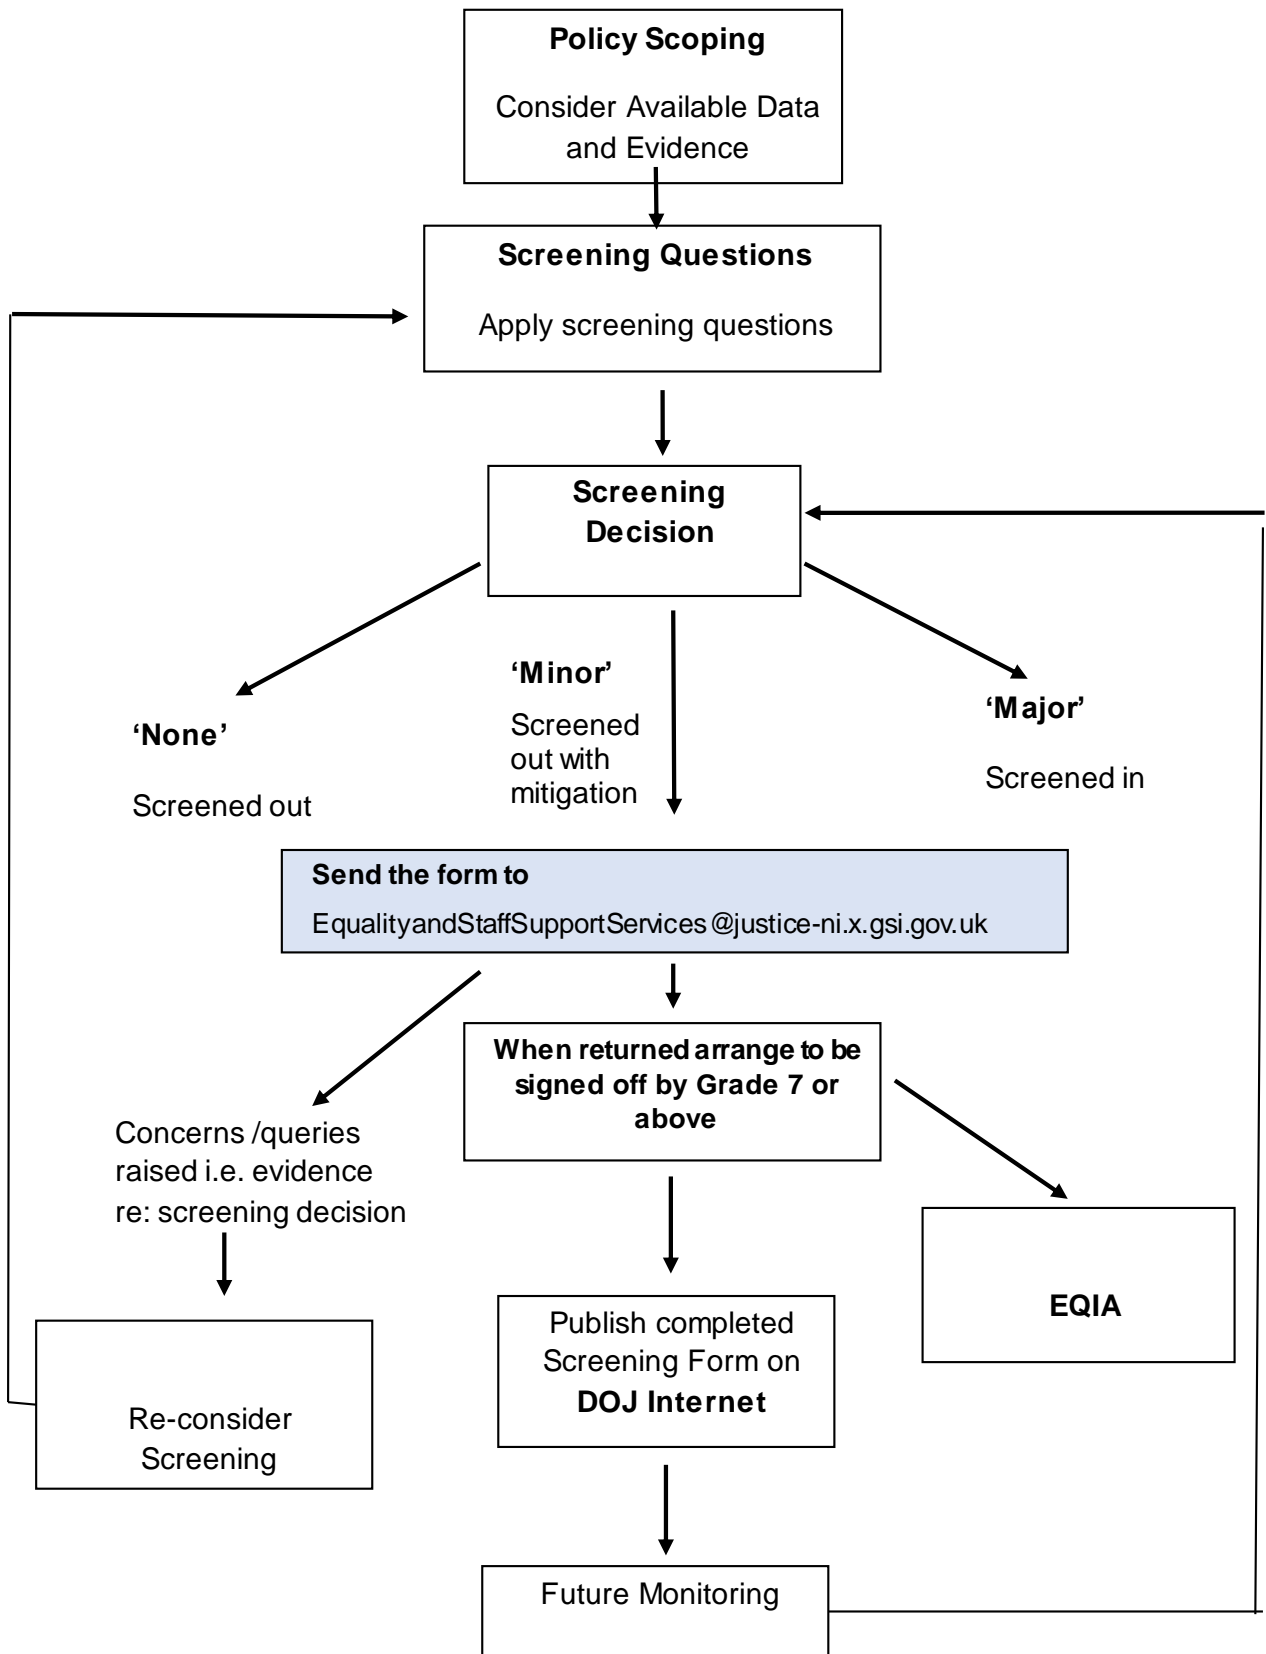 Policy Scoping
Consider Available Data
and Evidence
Screening Questions
Apply screening questions
Screening
Decision
‘None’
Screened out
‘Minor’
Screened
out with
mitigation
‘Major’
Screened in
Send the form to
EqualityandStaffSupportServices@justice-ni.x.gsi.gov.uk
Concerns /queries
raised i.e. evidence
re: screening decision
When returned arrange to be
signed off by Grade 7 or
above
EQIA
Re-consider
Screening
Publish completed
Screening Form on
DOJ Internet
Future Monitoring